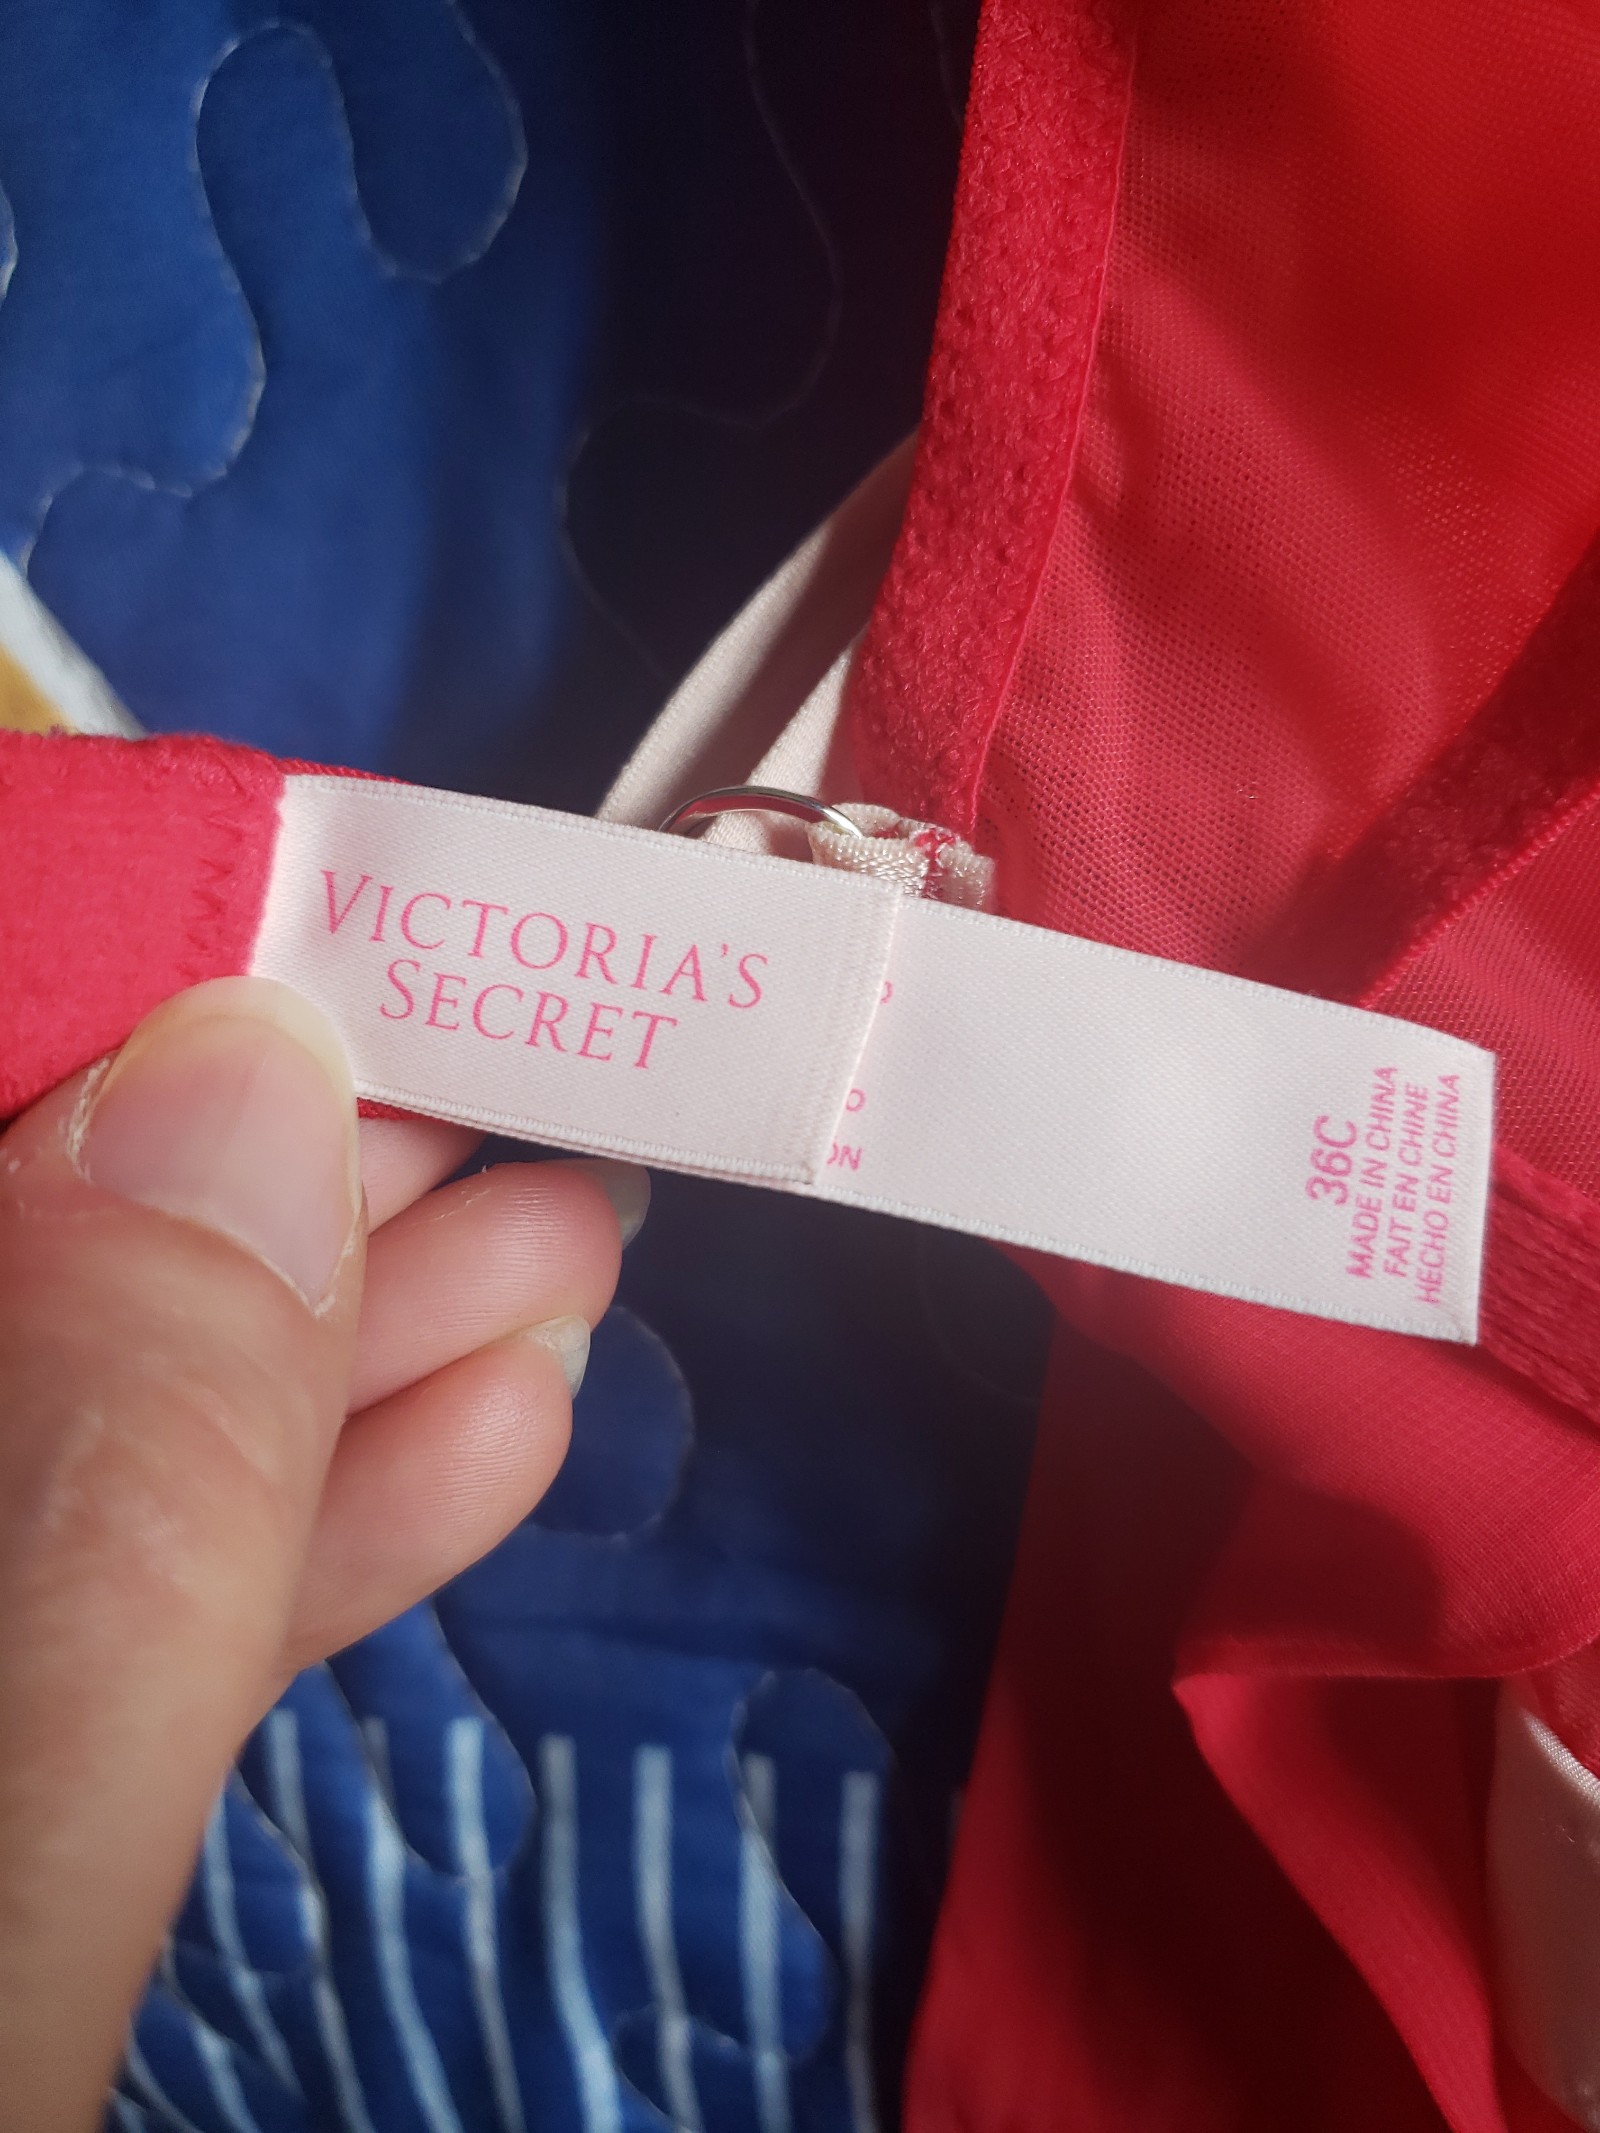 VICTORIA'S
SECRET
36C
MADE IN CHINA
FAIT EN CHINE
HECHO EN CHINA